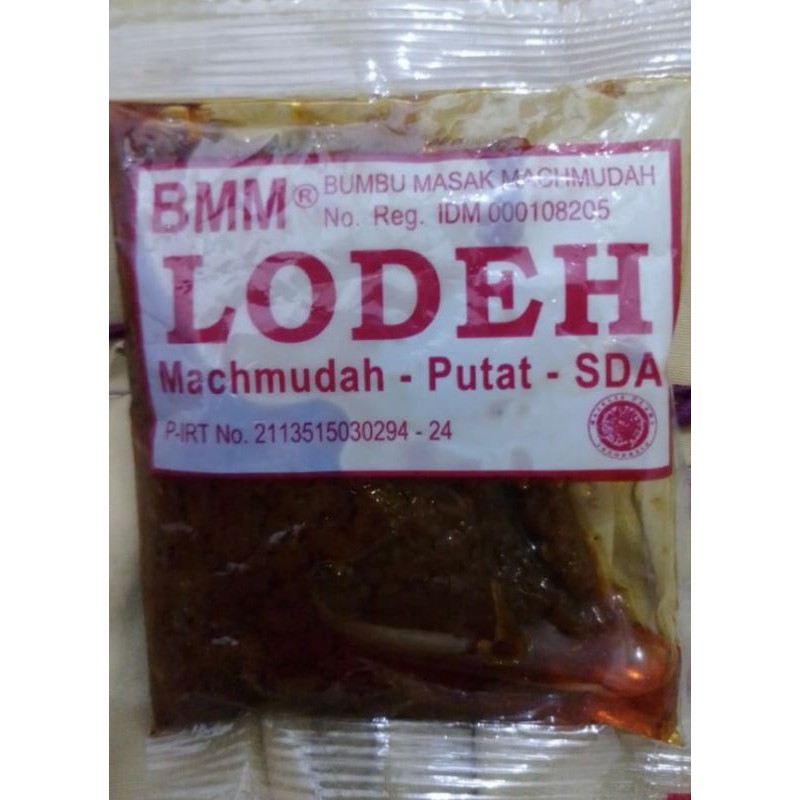 BMM® BUMBU MASAK MACHMUDAH
No. Reg. IDM 000108205
LODEH
Machmudah - Putat - SDA
P-IRT No. 2113515030294 - 24